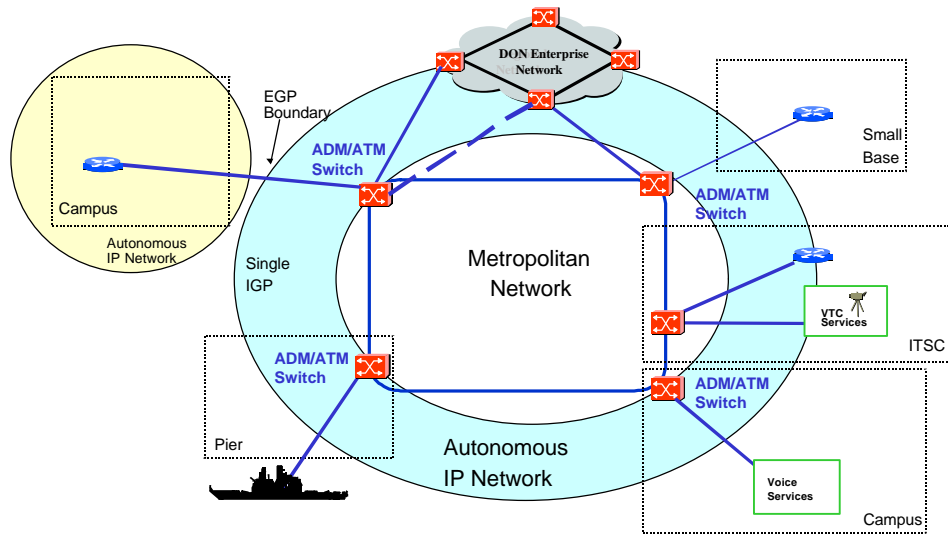 DON Enterprise
Network
EGP
Boundary
ADM/ATM
Switch
Small
Base
Campus
ADM/ATM
Switch
Autonomous
IP Network
Single
IGP
Metropolitan
Network
VTC
Services
ITSC
ADM/ATM
Switch
ADM/ATM
Switch
Pier
Autonomous
IP Network
Voice
Services
Campus